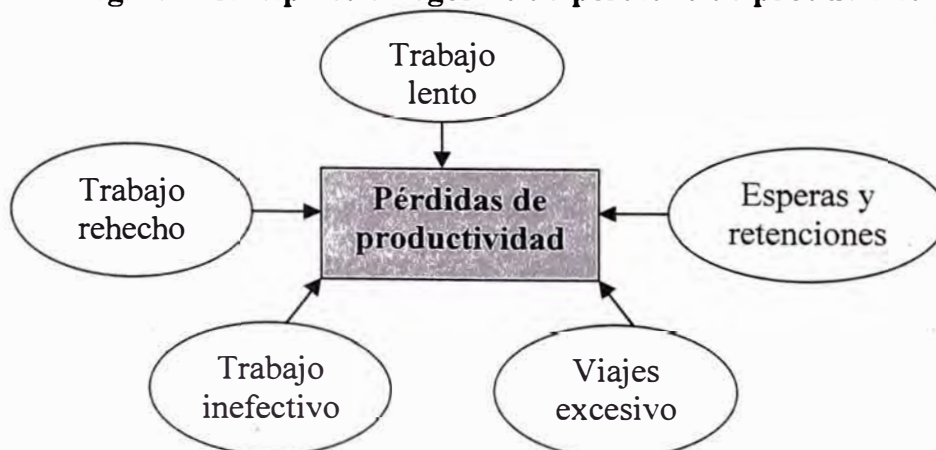 Trabajo
lento
Trabajo
rehecho
Pérdidas de
productividad
Esperas y
retenciones
Trabajo
inefectivo
Viajes
excesivo